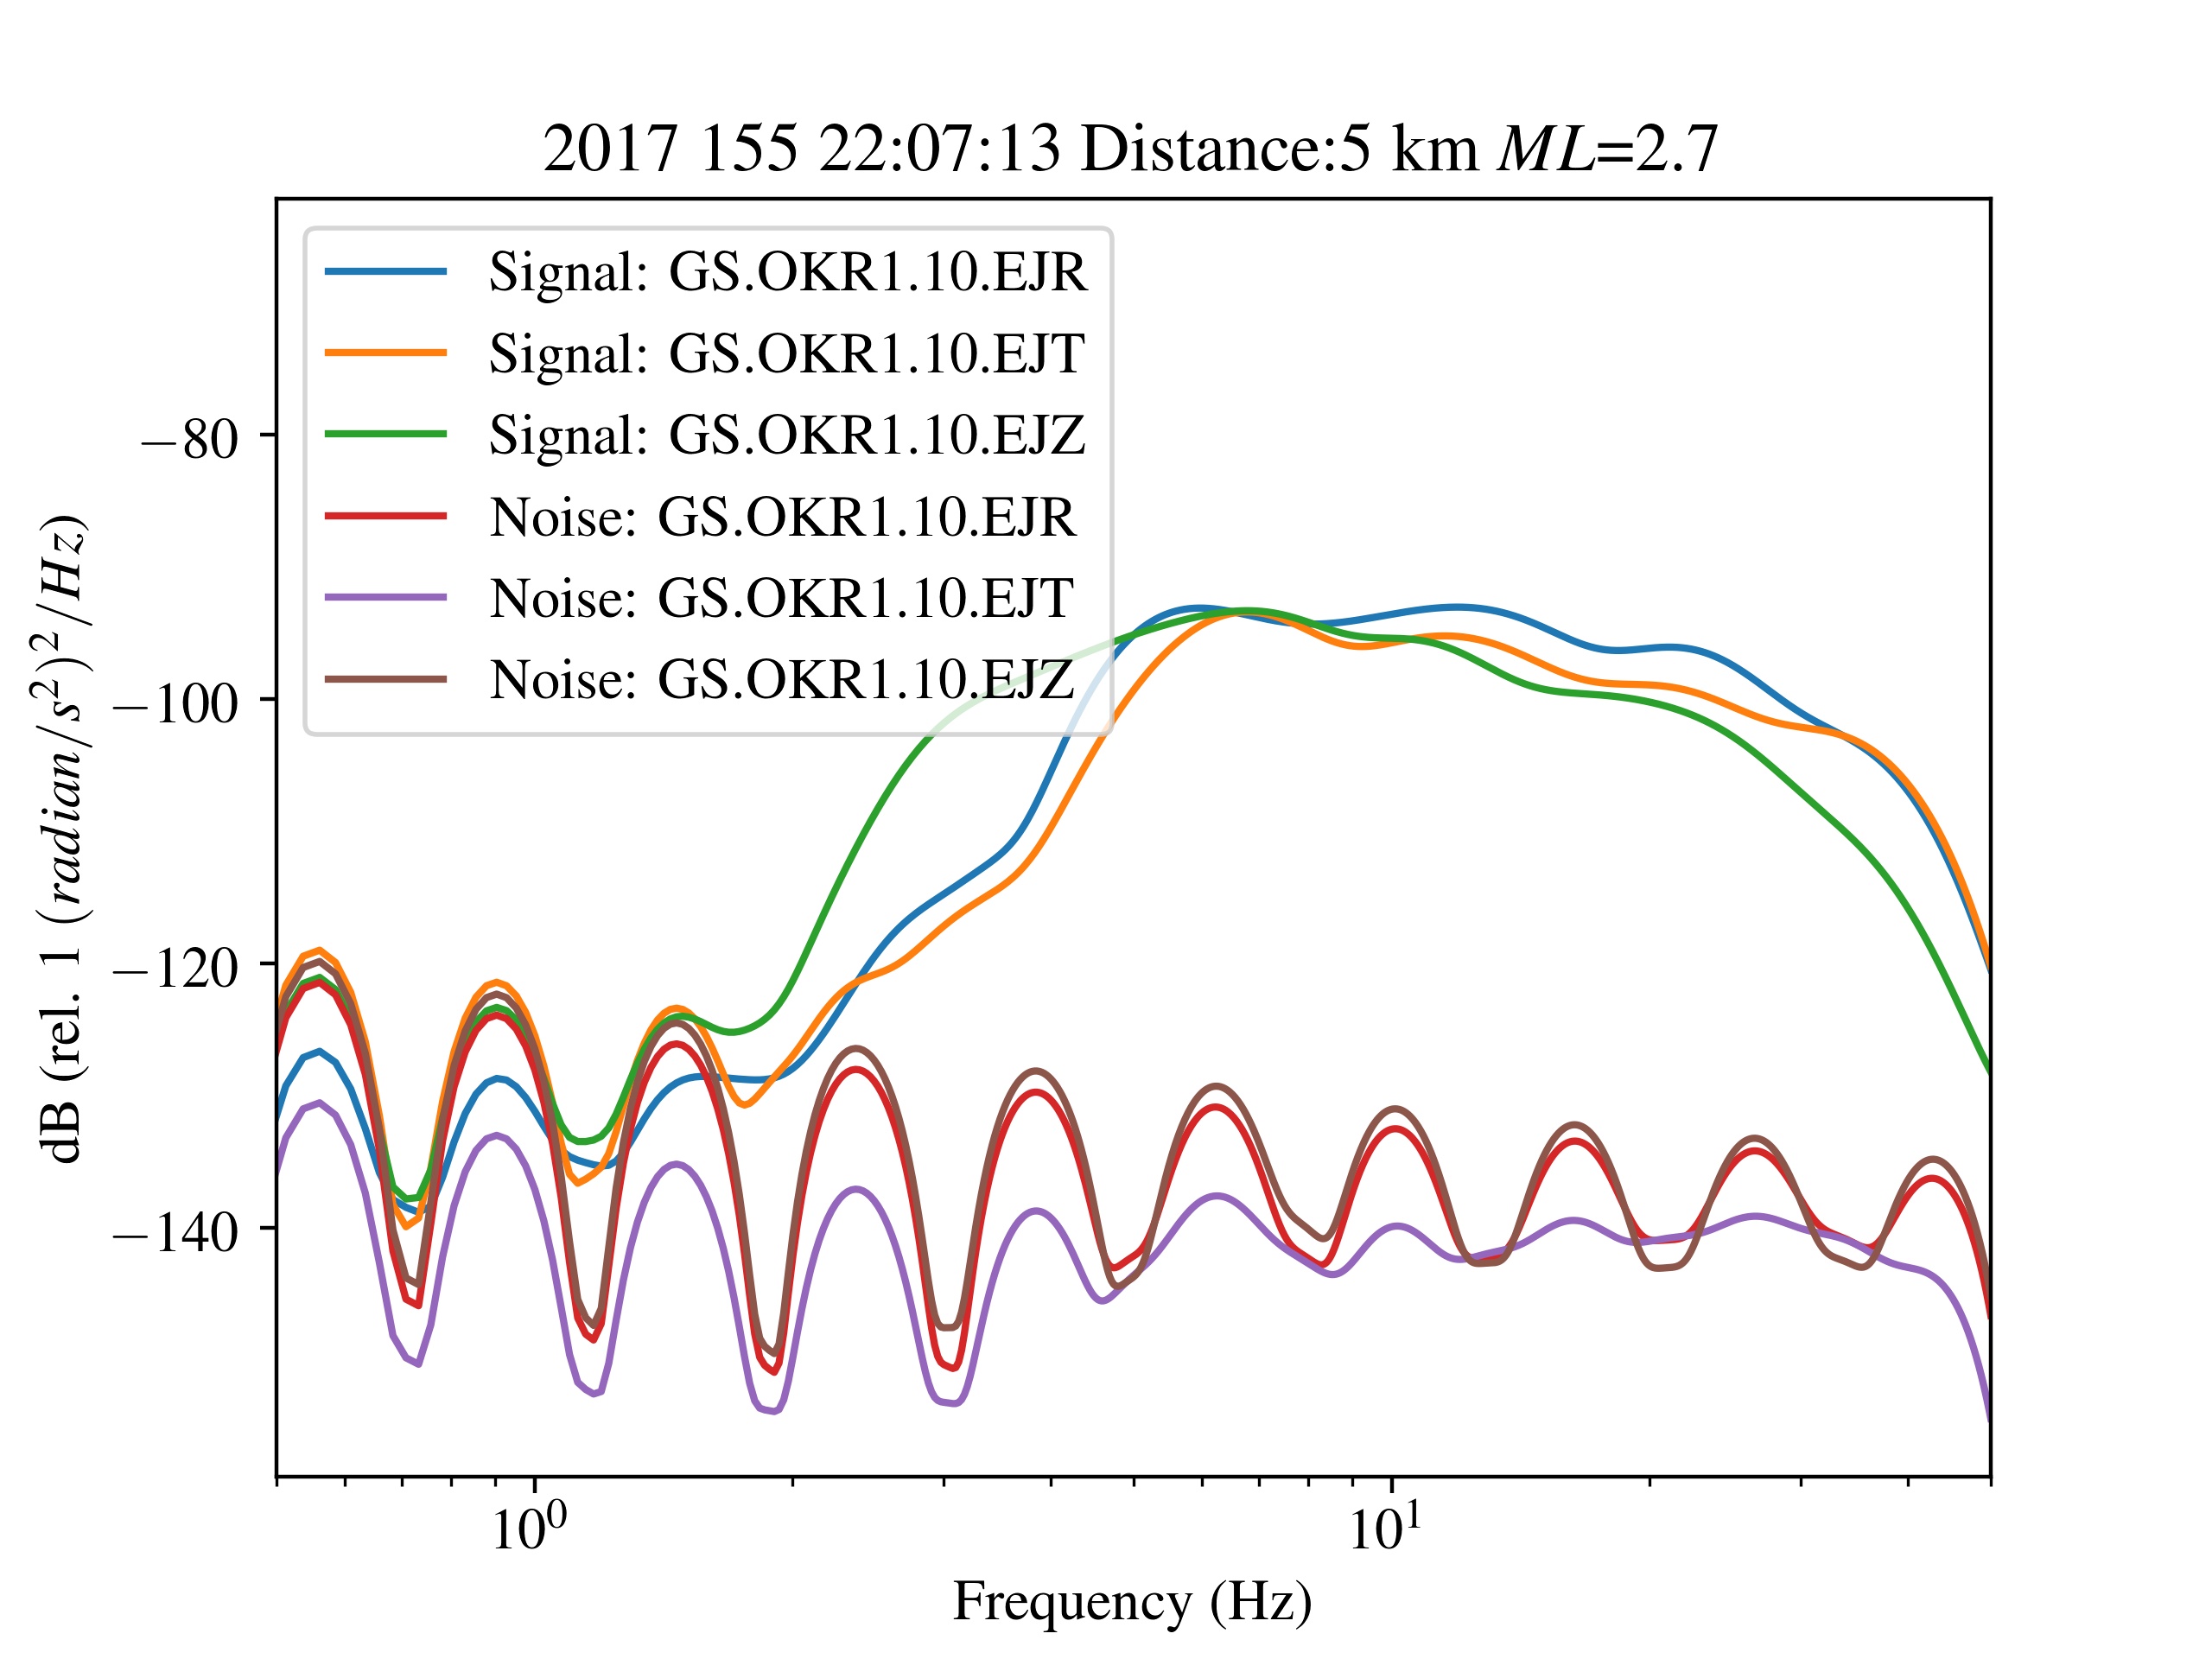 2017 155 22:07:13 Distance:5 km ML=2.7
Signal: GS.OKR1.10.EJR
Signal: GS.OKR1.10.EJT
Signal: GS.OKR1.10.EJZ
Noise: GS.OKR1.10.EJR
Noise: GS.OKR1.10.EJT
Noise: GS.OKR1.10.EJZ
−80
−100
−120
−140
dB (rel. 1 (radian/s²)²/Hz)
10⁰
10¹
Frequency (Hz)